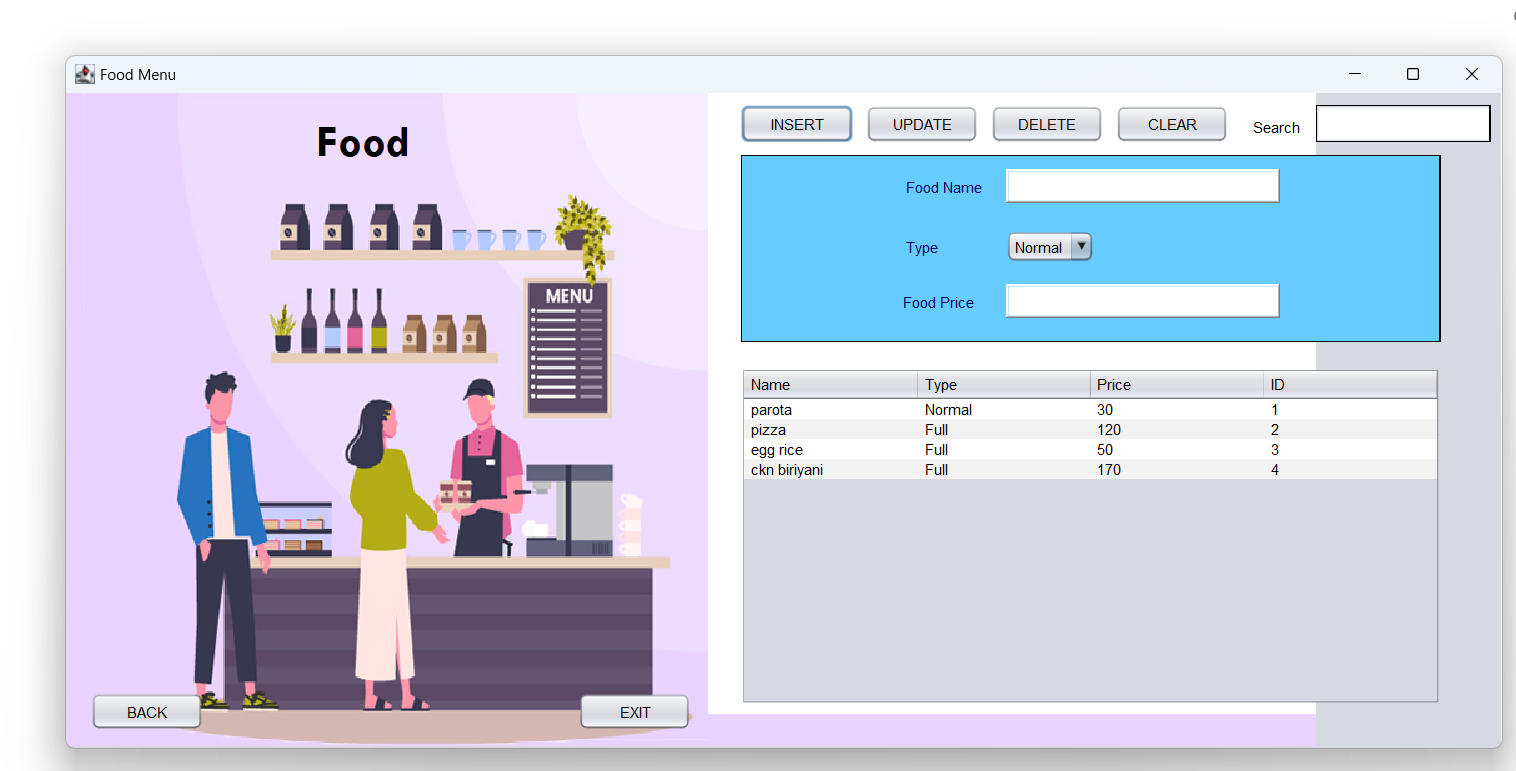 Food Menu
Food
MENU
INSERT UPDATE DELETE CLEAR Search
Food Name
Type Normal
Food Price
Name Type Price ID
parota Normal 30 1
pizza Full 120 2
egg rice Full 50 3
ckn biriyani Full 170 4
BACK EXIT